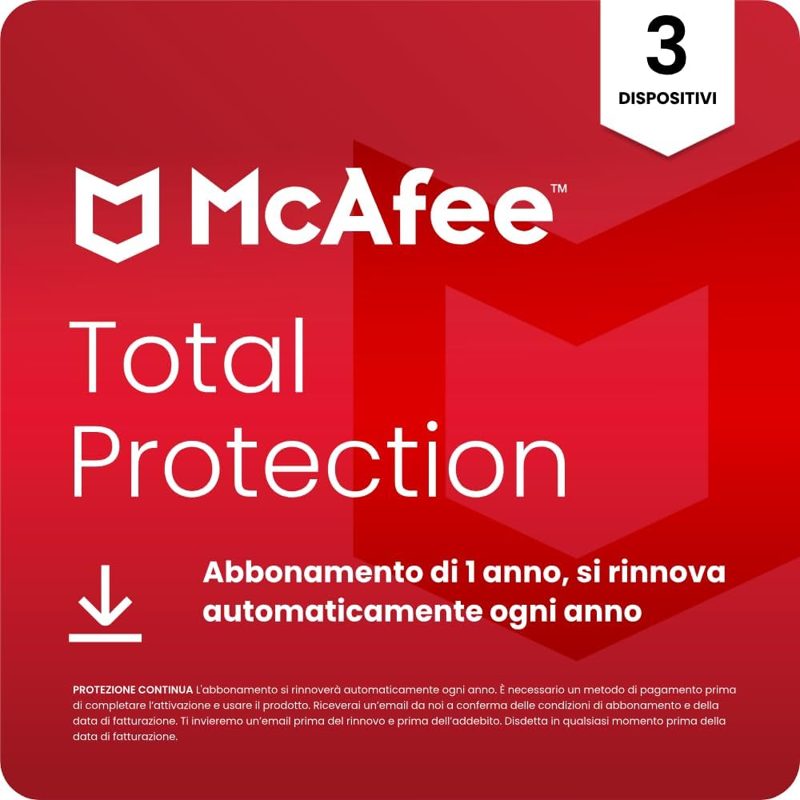 3
DISPOSITIVI
McAfee™
Total
Protection
Abbonamento di 1 anno, si rinnova
automaticamente ogni anno
PROTEZIONE CONTINUA L'abbonamento si rinnoverà automaticamente ogni anno. È necessario un metodo di pagamento prima
di completare l'attivazione e usare il prodotto. Riceverai un'email da noi a conferma delle condizioni di abbonamento e della
data di fatturazione. Ti invieremo un'email prima del rinnovo e prima dell'addebito. Disdetta in qualsiasi momento prima della
data di fatturazione.